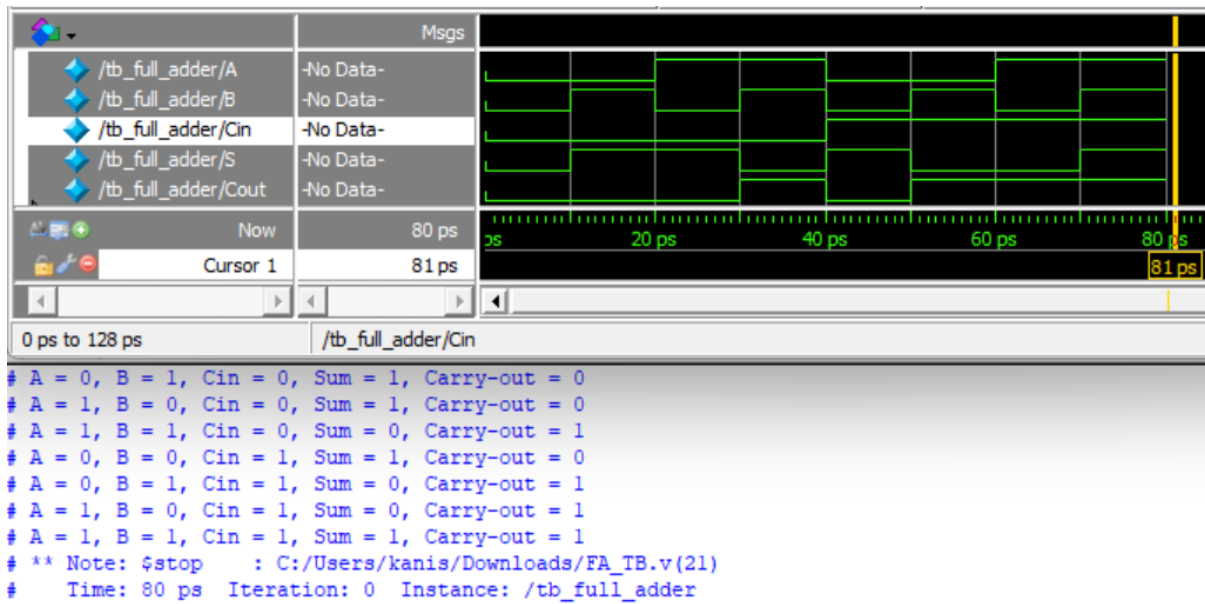 Msgs
/tb_full_adder/A -No Data-
/tb_full_adder/B -No Data-
/tb_full_adder/Cin -No Data-
/tb_full_adder/S -No Data-
/tb_full_adder/Cout -No Data-
Now 80 ps ps 20 ps 40 ps 60 ps 80 ps
Cursor 1 81 ps 81 ps
0 ps to 128 ps /tb_full_adder/Cin
# A = 0, B = 1, Cin = 0, Sum = 1, Carry-out = 0
# A = 1, B = 0, Cin = 0, Sum = 1, Carry-out = 0
# A = 1, B = 1, Cin = 0, Sum = 0, Carry-out = 1
# A = 0, B = 0, Cin = 1, Sum = 1, Carry-out = 0
# A = 0, B = 1, Cin = 1, Sum = 0, Carry-out = 1
# A = 1, B = 0, Cin = 1, Sum = 0, Carry-out = 1
# A = 1, B = 1, Cin = 1, Sum = 1, Carry-out = 1
# ** Note: $stop : C:/Users/kanis/Downloads/FA_TB.v(21)
# Time: 80 ps Iteration: 0 Instance: /tb_full_adder